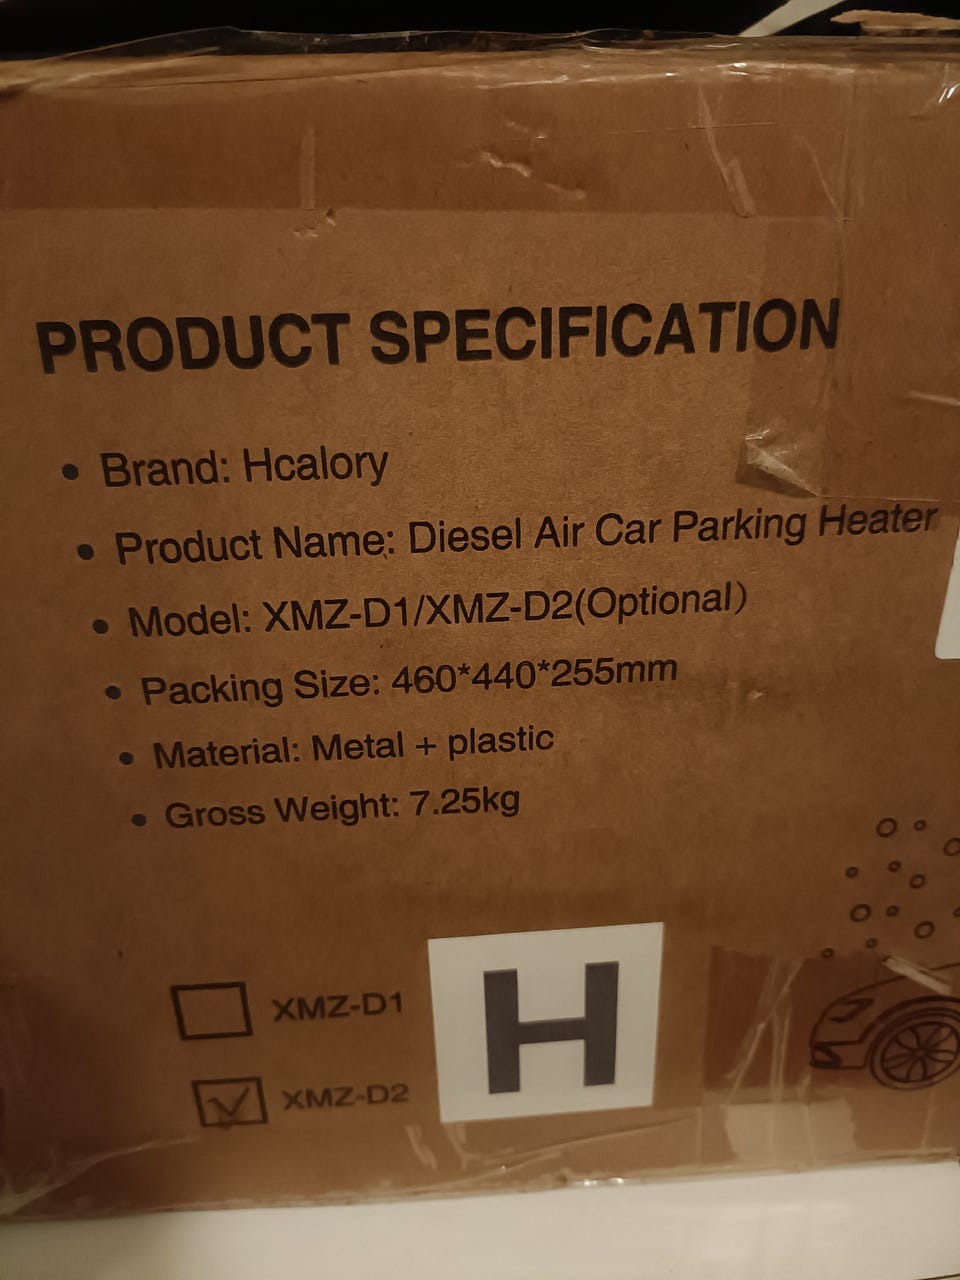 PRODUCT SPECIFICATION
• Brand: Hcalory
• Product Name: Diesel Air Car Parking Heater
• Model: XMZ-D1/XMZ-D2(Optional)
• Packing Size: 460*440*255mm
• Material: Metal + plastic
• Gross Weight: 7.25kg
XMZ-D1
XMZ-D2
H